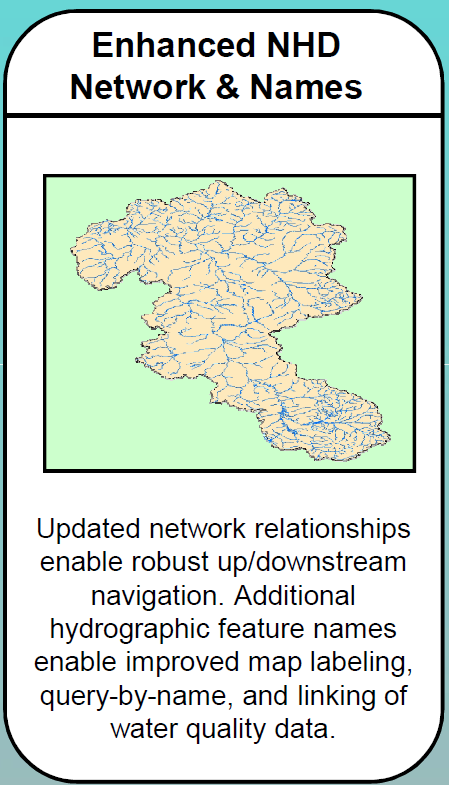 Enhanced NHD
Network & Names
Updated network relationships
enable robust up/downstream
navigation. Additional
hydrographic feature names
enable improved map labeling,
query-by-name, and linking of
water quality data.